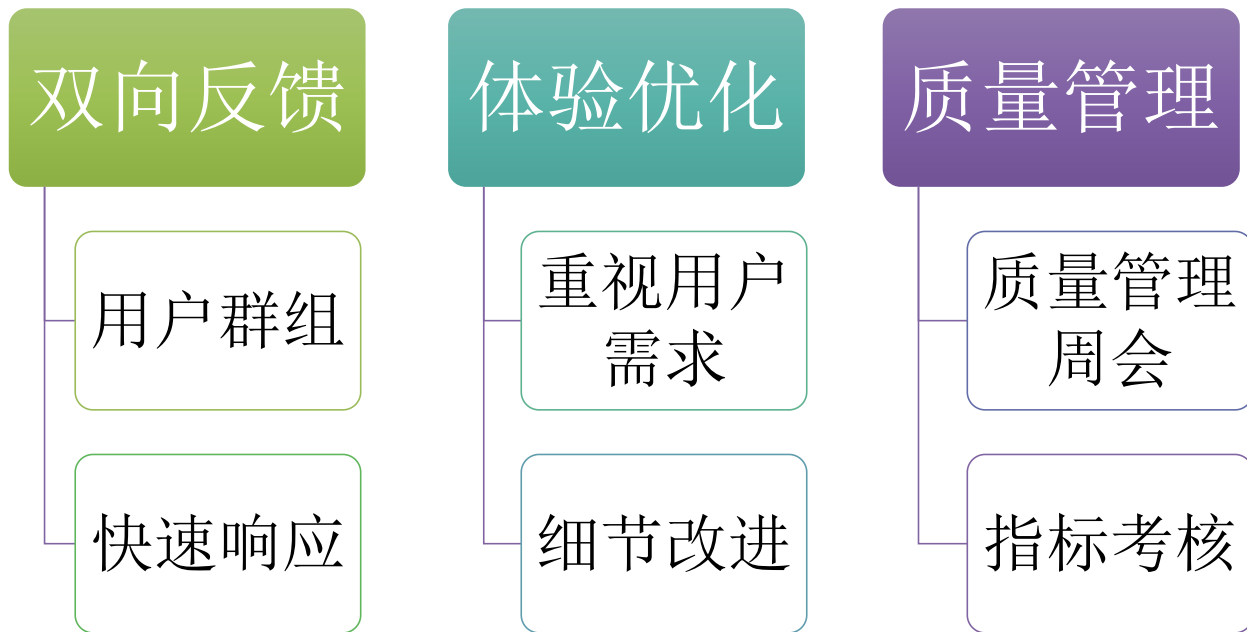 双向反馈
体验优化
质量管理
用户群组
重视用户
需求
质量管理
周会
快速响应
细节改进
指标考核